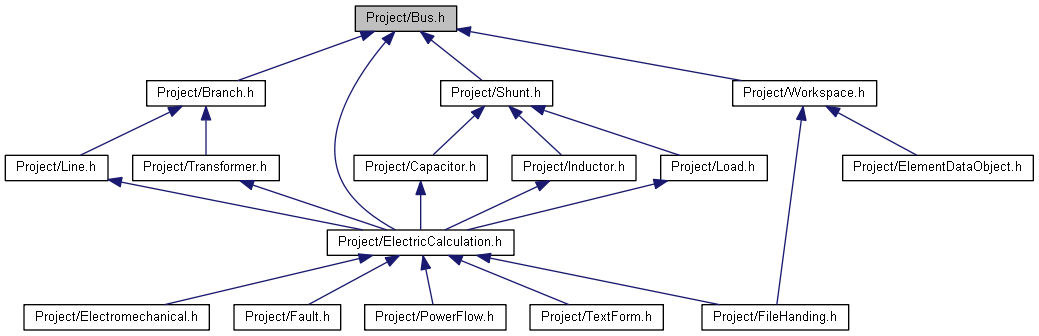 Project/Bus.h
Project/Branch.h
Project/Shunt.h
Project/Workspace.h
Project/Line.h
Project/Transformer.h
Project/Capacitor.h
Project/Inductor.h
Project/Load.h
Project/ElementDataObject.h
Project/ElectricCalculation.h
Project/Electromechanical.h
Project/Fault.h
Project/PowerFlow.h
Project/TextForm.h
Project/FileHanding.h